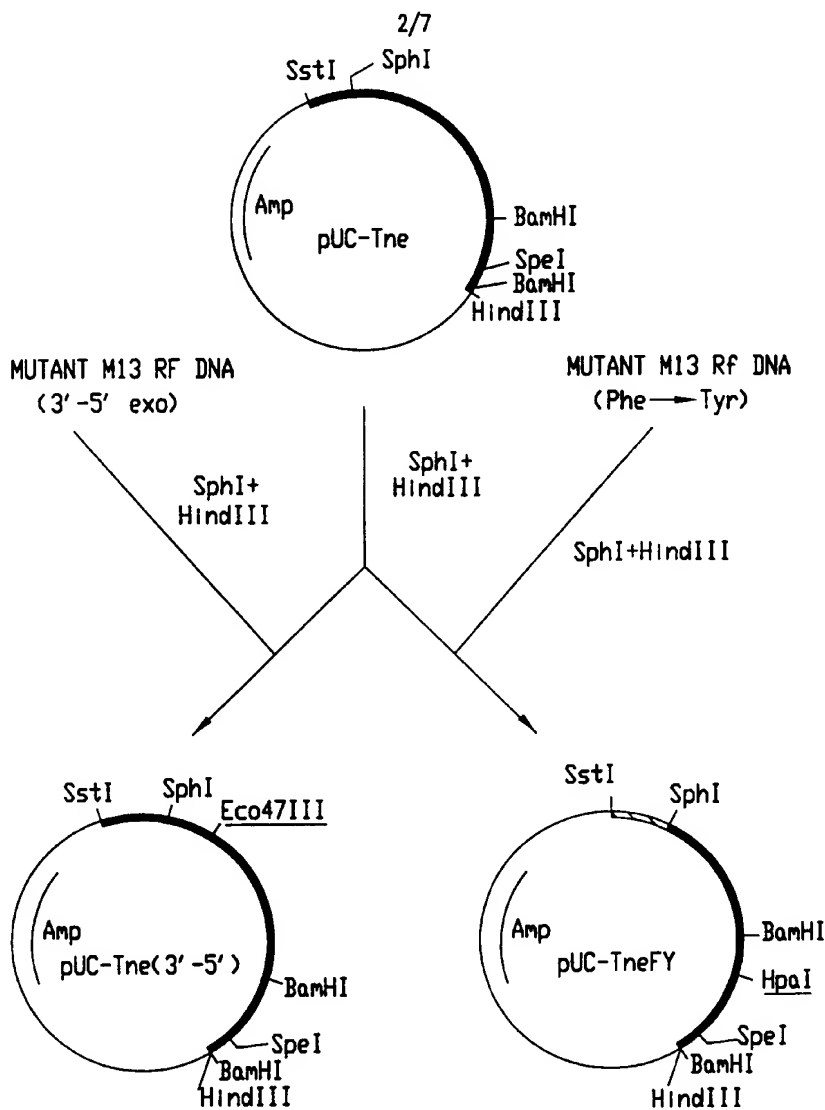 2/7
SstI
SphI
Amp
pUC-Tne
BamHI
SpeI
BamHI
HindIII
MUTANT M13 RF DNA
(3'-5' exo)
MUTANT M13 Rf DNA
(Phe → Tyr)
SphI+
HindIII
SphI+
HindIII
SphI+HindIII
SstI
SphI
Eco47III
Amp
pUC-Tne(3'-5')
BamHI
SpeI
BamHI
HindIII
SstI
SphI
Amp
pUC-TneFY
BamHI
HpaI
SpeI
BamHI
HindIII